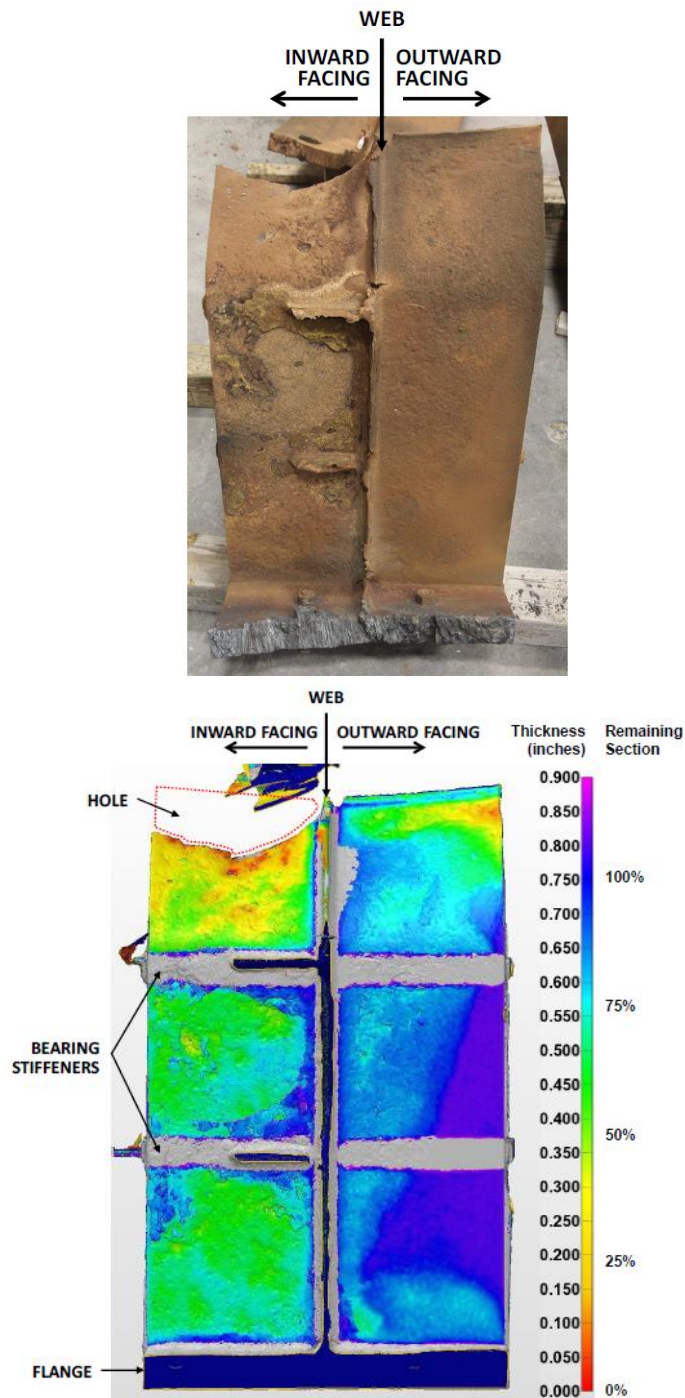 WEB
INWARD OUTWARD
FACING FACING
WEB
INWARD FACING OUTWARD FACING
Thickness Remaining
(inches) Section
HOLE
BEARING
STIFFENERS
FLANGE
0.900
0.850
0.800
0.750
0.700
0.650
0.600
0.550
0.500
0.450
0.400
0.350
0.300
0.250
0.200
0.150
0.100
0.050
0.000
100%
75%
50%
25%
0%